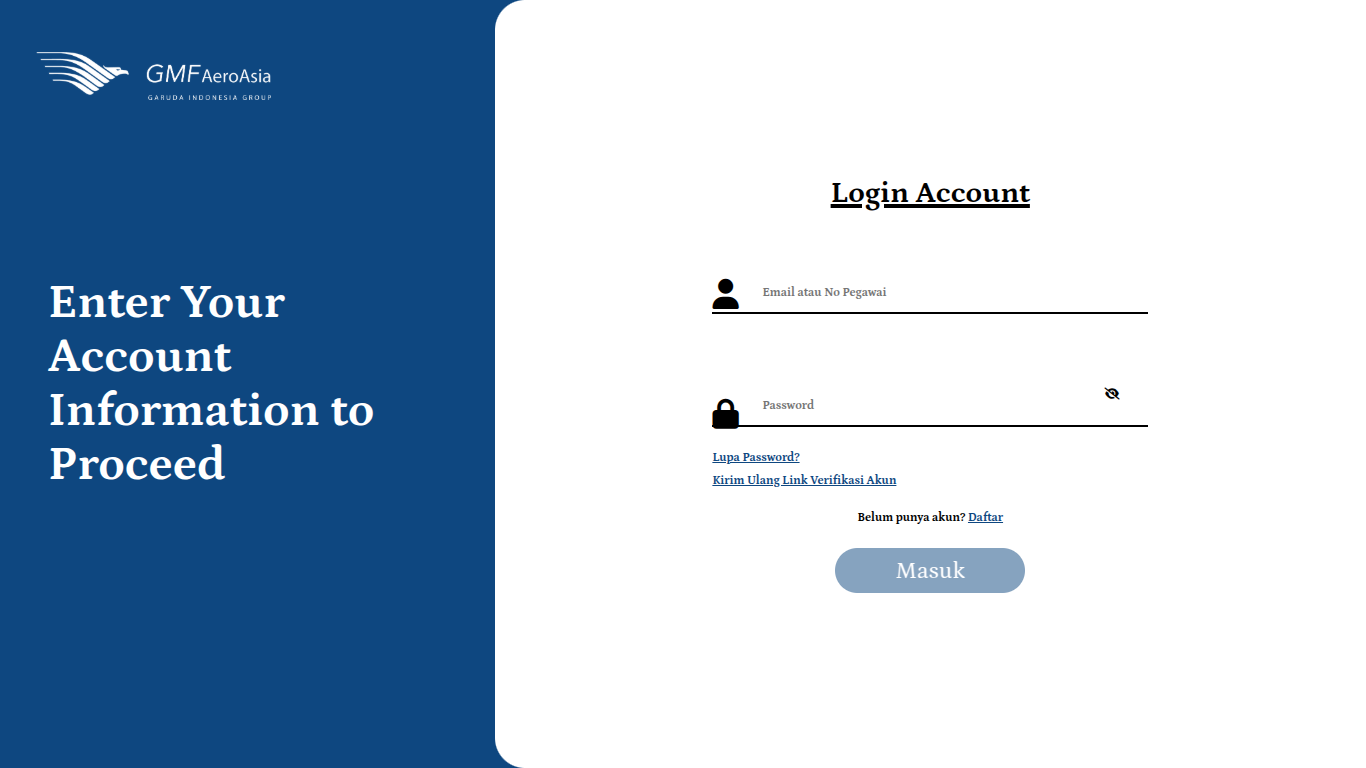 GMF AeroAsia
GARUDA INDONESIA GROUP
Enter Your
Account
Information to
Proceed
Login Account
Email atau No Pegawai
Password
Lupa Password?
Kirim Ulang Link Verifikasi Akun
Belum punya akun? Daftar
Masuk